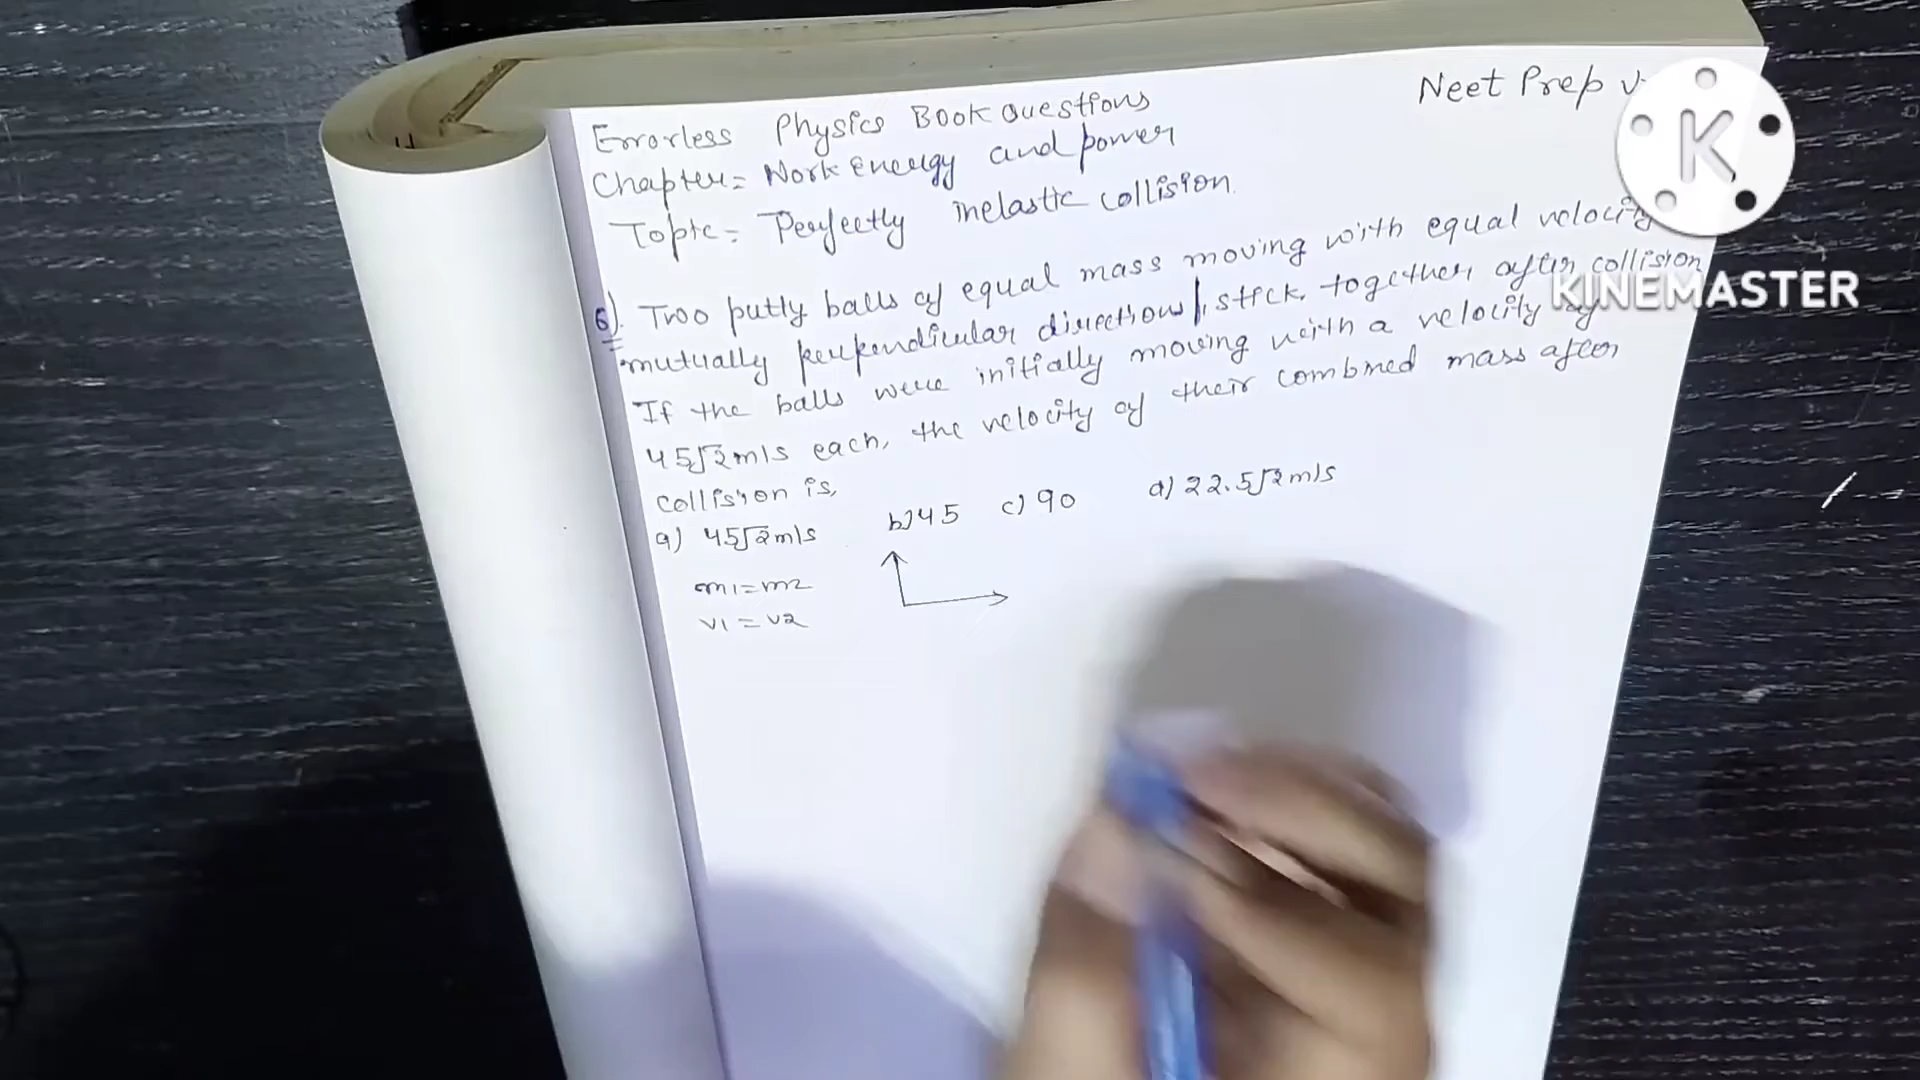 Neet Prep
Errorless Physics Book Questions
Chapter = Work energy and power
Topic = Perfectly inelastic collision.
6). Two putty balls of equal mass moving with equal velocity
mutually perpendicular directions, stick together after collision
If the balls were initially moving with a velocity of
45√2 m/s each, the velocity of their combined mass after
collision is,
a) 45√2 m/s b) 45 c) 90 d) 22.5√2 m/s
m1 = m2
v1 = v2
K
KINEMASTER